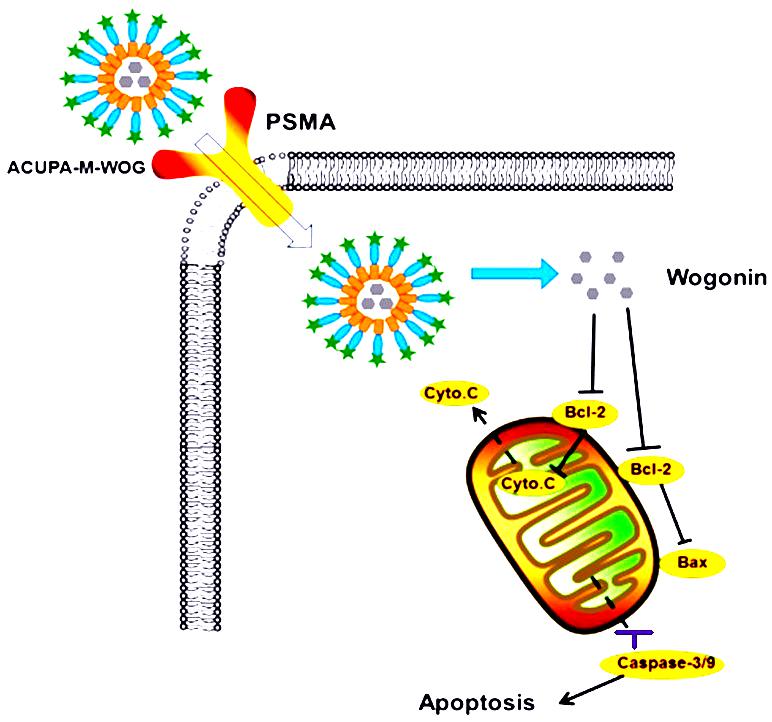 PSMA
ACUPA-M-WOG
Wogonin
Cyto.C
Bcl-2
Bcl-2
Cyto.C
Bax
Caspase-3/9
Apoptosis